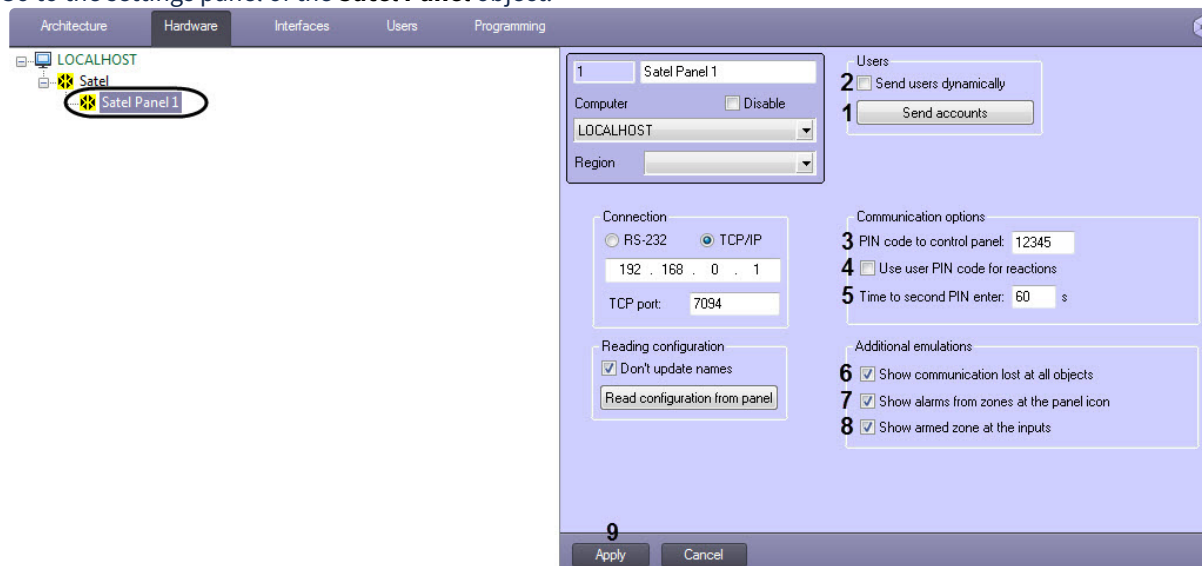 Go to the settings panel of the Satel Panel object.
Architecture Hardware Interfaces Users Programming
LOCALHOST
Satel
Satel Panel 1
1 Satel Panel 1
Computer Disable
LOCALHOST
Region
Users
2 Send users dynamically
1 Send accounts
Connection
RS-232 TCP/IP
192 . 168 . 0 . 1
TCP port: 7094
Communication options
3 PIN code to control panel: 12345
4 Use user PIN code for reactions
5 Time to second PIN enter: 60 s
Reading configuration
Don't update names
Read configuration from panel
Additional emulations
6 Show communication lost at all objects
7 Show alarms from zones at the panel icon
8 Show armed zone at the inputs
9
Apply Cancel